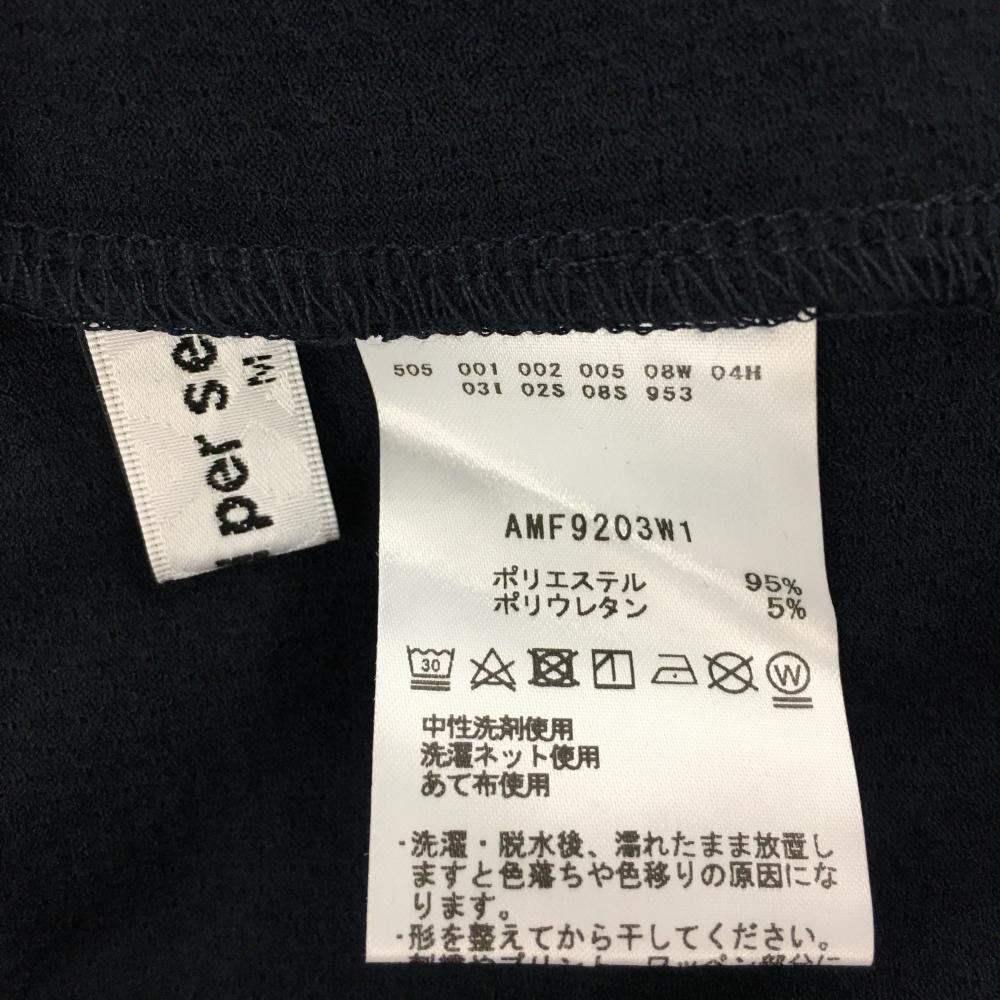 per se
M
505 001 002 005 08W 04H
031 02S 08S 953
AMF9203W1
ポリエステル 95%
ポリウレタン 5%
30
W
中性洗剤使用
洗濯ネット使用
あて布使用
・洗濯・脱水後、濡れたまま放置し
ますと色落ちや色移りの原因にな
ります。
・形を整えてから干してください。